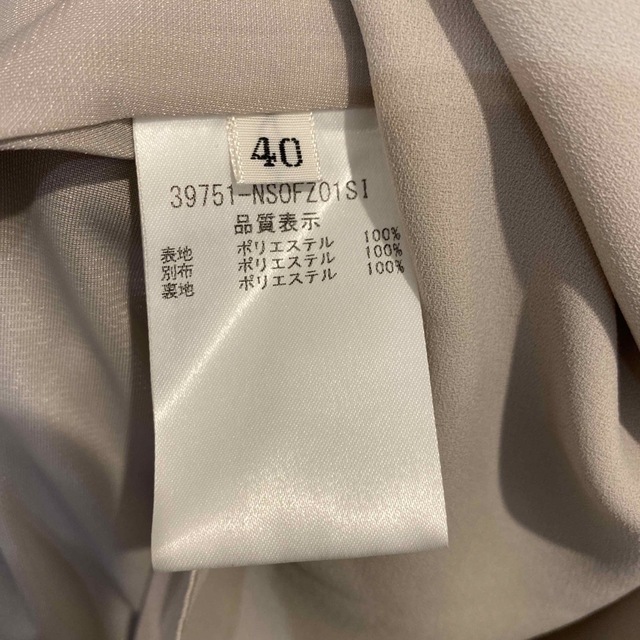 40
39751-NSOFZ01SI
品質表示
表地 ポリエステル 100%
別布 ポリエステル 100%
裏地 ポリエステル 100%